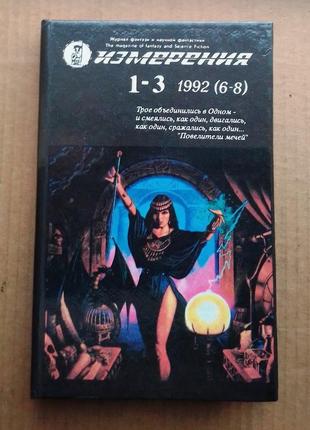 Журнал фэнтези и научной фантастики
The magazine of Fantasy and Science Fiction
ИЗМЕРЕНИЯ
1-3 1992 (6-8)
Трое объединились в Одном -
и смеялись, как один, двигались,
как один, сражались, как один...
"Повелители мечей"